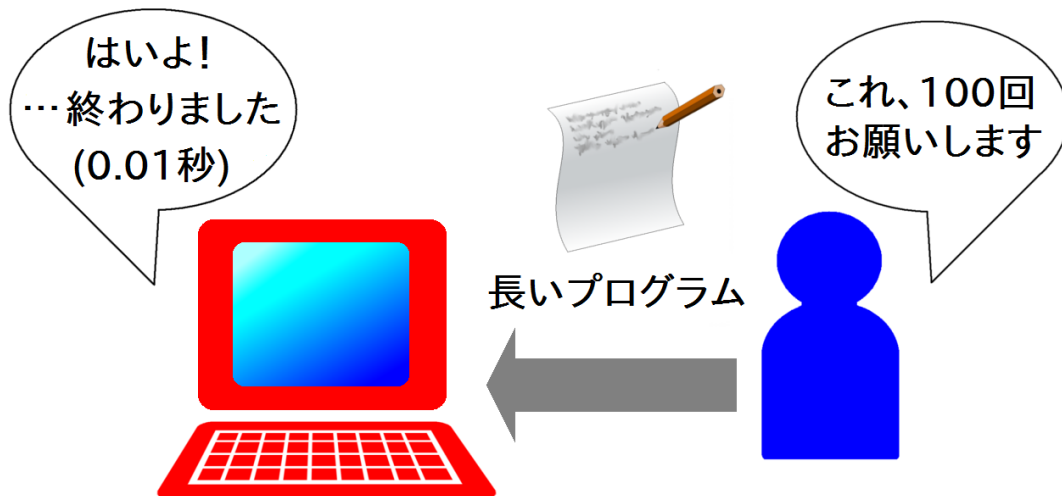 はいよ!
…終わりました
(0.01秒)
これ、100回
お願いします
長いプログラム